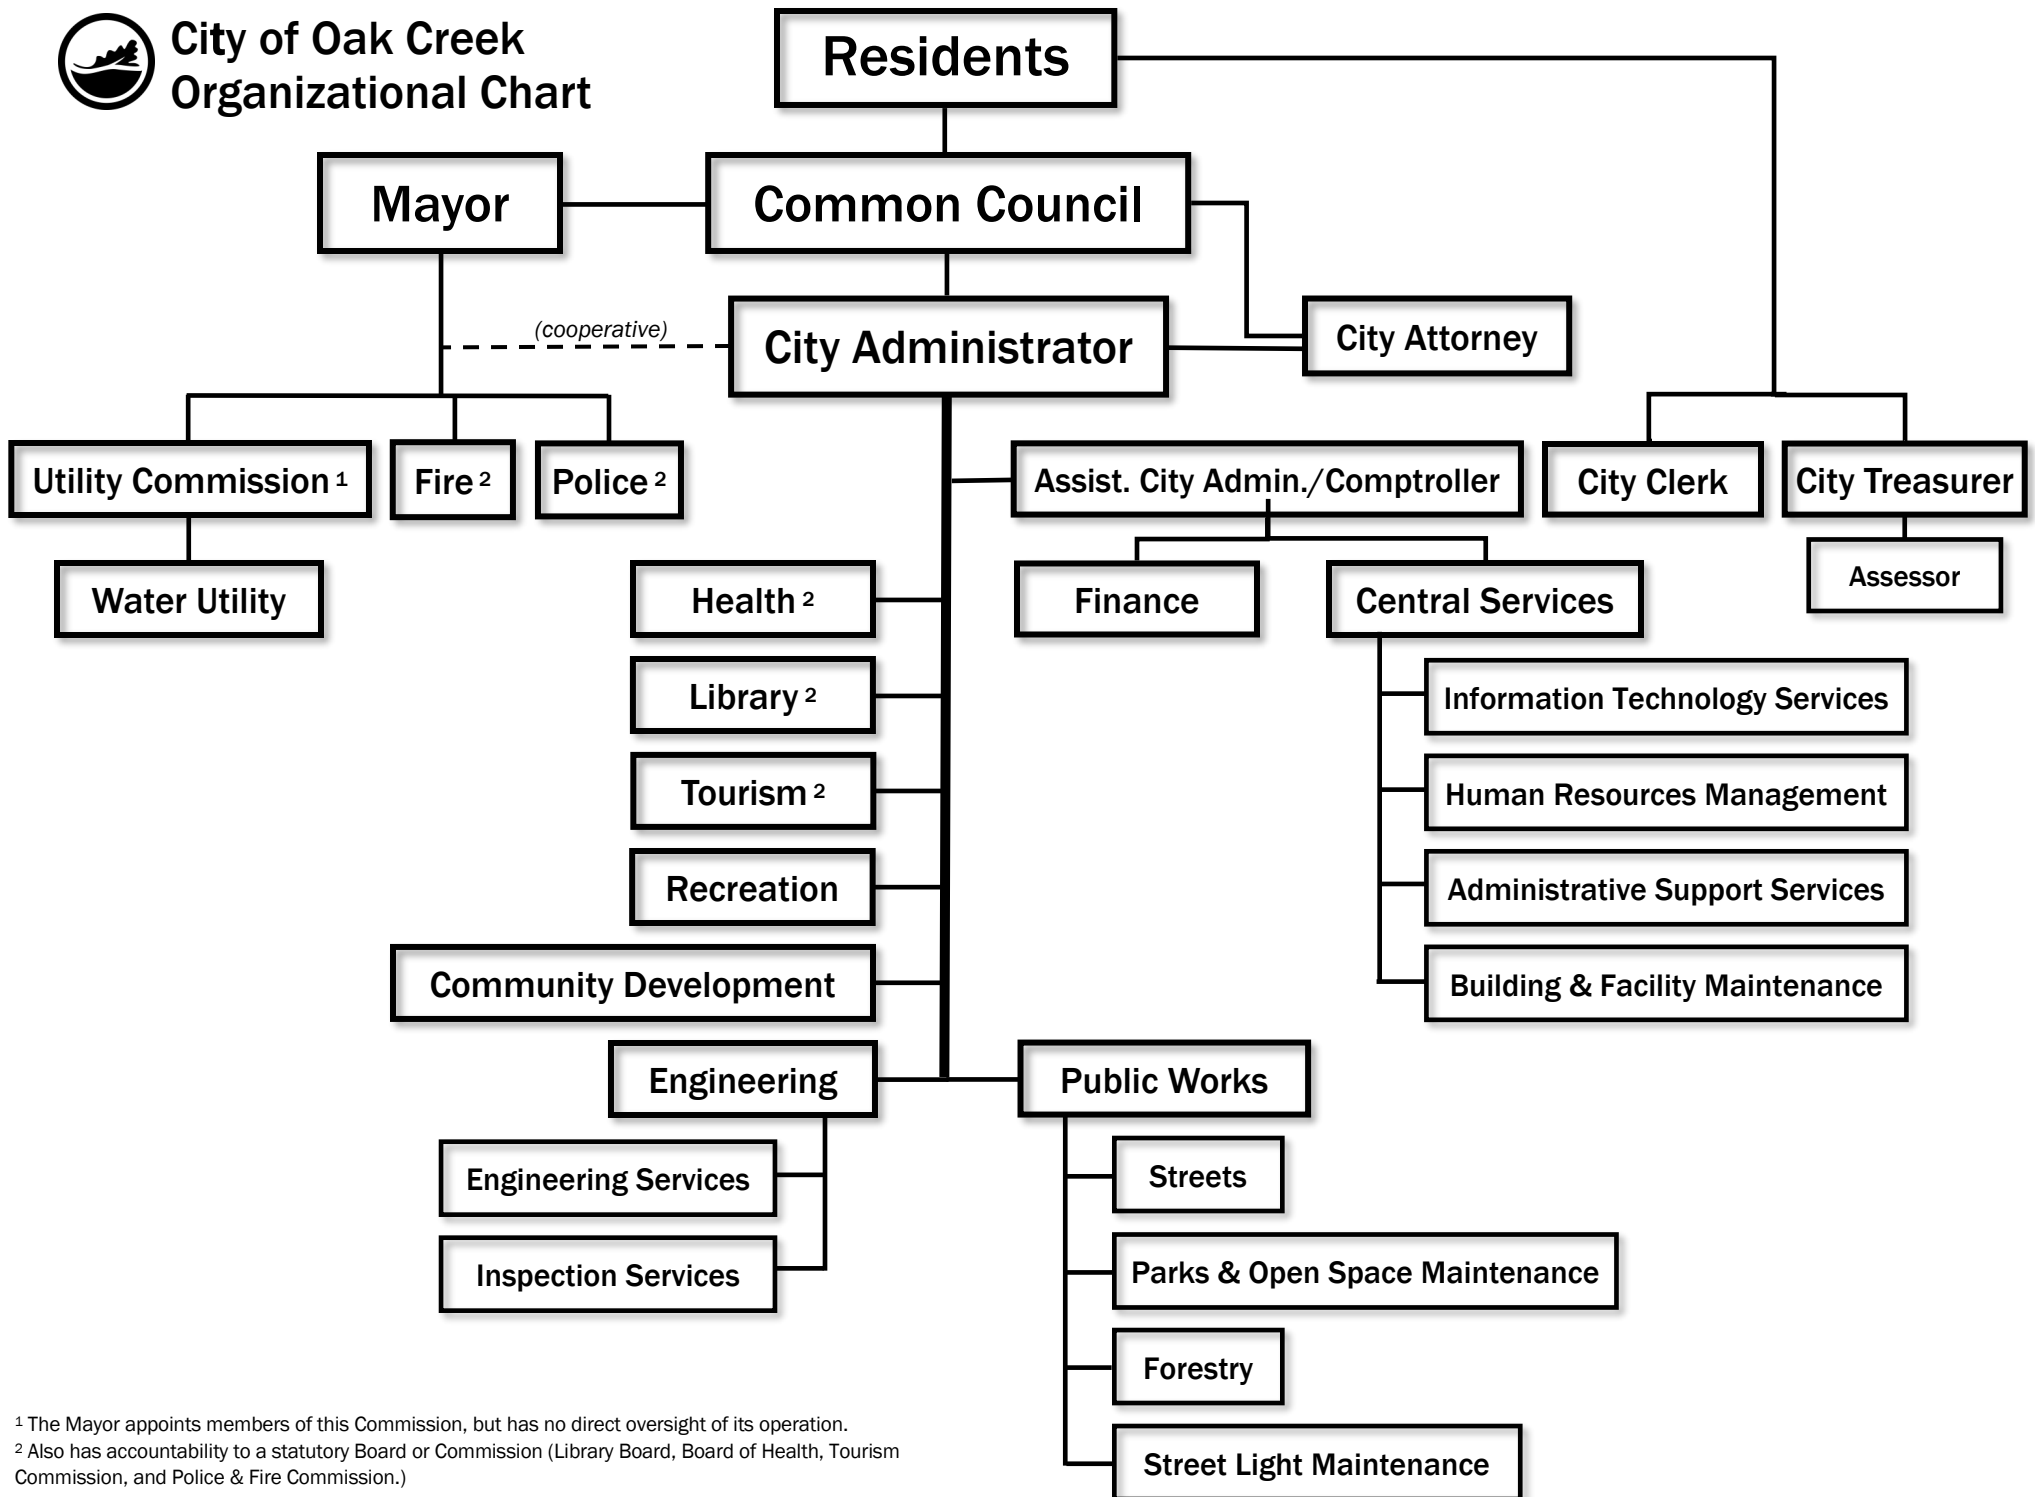 City of Oak Creek
Organizational Chart
Residents
Mayor
Common Council
(cooperative)
City Administrator
City Attorney
Utility Commission ¹
Fire ²
Police ²
Assist. City Admin./Comptroller
City Clerk
City Treasurer
Water Utility
Health ²
Finance
Central Services
Assessor
Library ²
Information Technology Services
Tourism ²
Human Resources Management
Recreation
Administrative Support Services
Community Development
Building & Facility Maintenance
Engineering
Public Works
Engineering Services
Streets
Inspection Services
Parks & Open Space Maintenance
Forestry
Street Light Maintenance
¹ The Mayor appoints members of this Commission, but has no direct oversight of its operation.
² Also has accountability to a statutory Board or Commission (Library Board, Board of Health, Tourism
Commission, and Police & Fire Commission.)